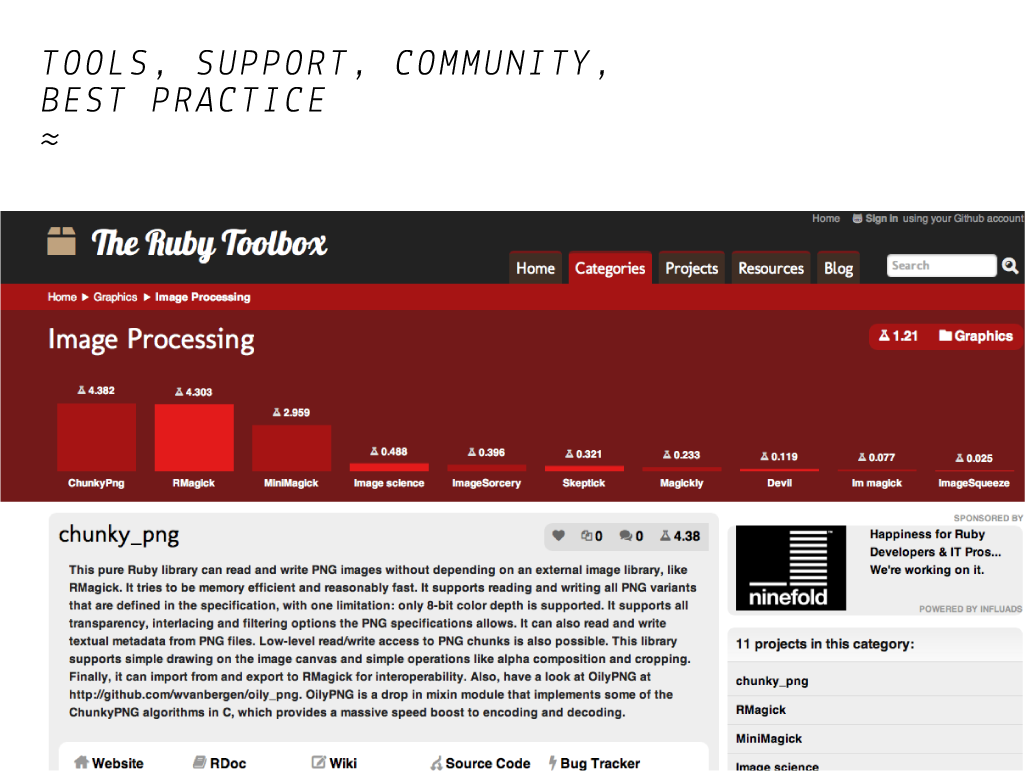 TOOLS, SUPPORT, COMMUNITY,
BEST PRACTICE
≈
Home Sign in using your Github account
The Ruby Toolbox
Home Categories Projects Resources Blog Search
Home ▶ Graphics ▶ Image Processing
Image Processing
1.21 Graphics
4.382 4.303 2.959 0.488 0.396 0.321 0.233 0.119 0.077 0.025
ChunkyPng RMagick MiniMagick Image science ImageSorcery Skeptick Magickly Devil Im magick ImageSqueeze
chunky_png
0 0 4.38
This pure Ruby library can read and write PNG images without depending on an external image library, like
RMagick. It tries to be memory efficient and reasonably fast. It supports reading and writing all PNG variants
that are defined in the specification, with one limitation: only 8-bit color depth is supported. It supports all
transparency, interlacing and filtering options the PNG specifications allows. It can also read and write
textual metadata from PNG files. Low-level read/write access to PNG chunks is also possible. This library
supports simple drawing on the image canvas and simple operations like alpha composition and cropping.
Finally, it can import from and export to RMagick for interoperability. Also, have a look at OilyPNG at
http://github.com/wvanbergen/oily_png. OilyPNG is a drop in mixin module that implements some of the
ChunkyPNG algorithms in C, which provides a massive speed boost to encoding and decoding.
Website RDoc Wiki Source Code Bug Tracker
SPONSORED BY
ninefold
Happiness for Ruby
Developers & IT Pros...
We're working on it.
POWERED BY INFLUADS
11 projects in this category:
chunky_png
RMagick
MiniMagick
Image science